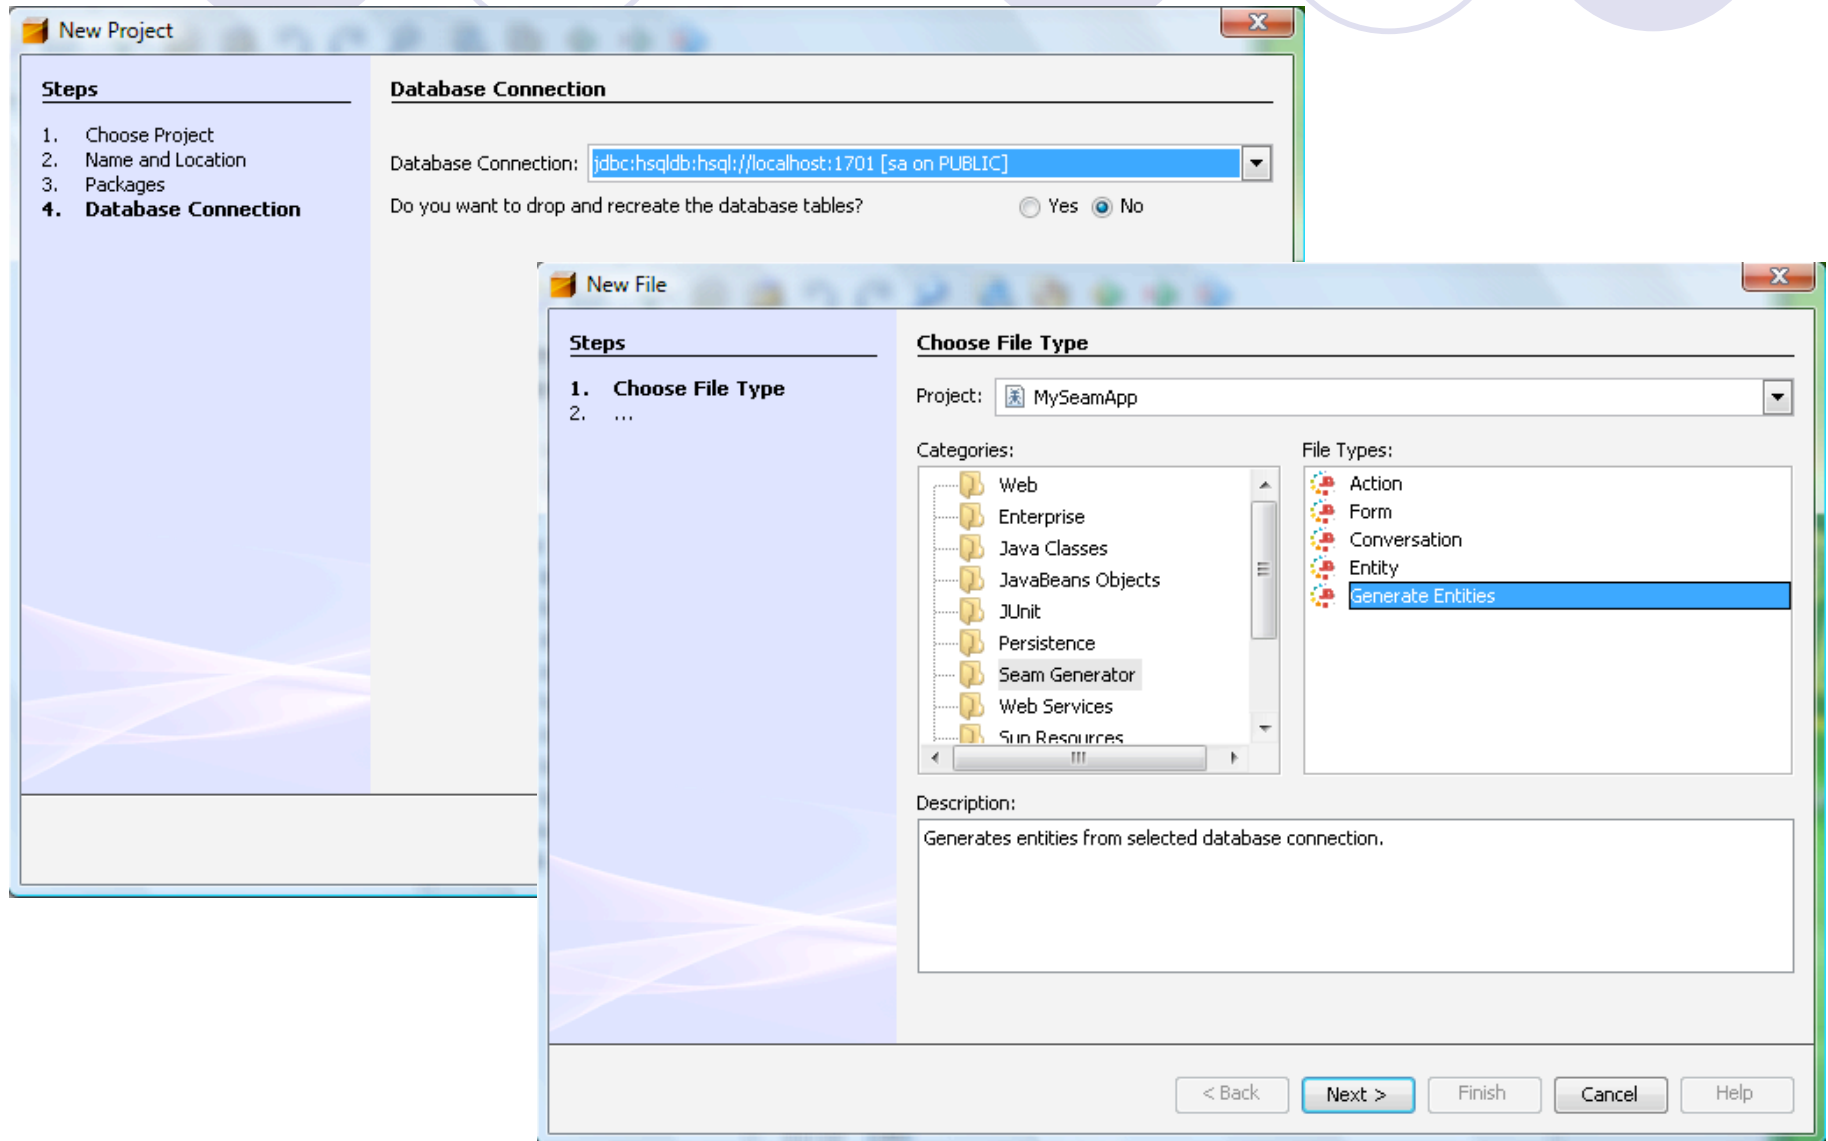 New Project
Steps
1. Choose Project
2. Name and Location
3. Packages
4. Database Connection
Database Connection
Database Connection: jdbc:hsqldb:hsql://localhost:1701 [sa on PUBLIC]
Do you want to drop and recreate the database tables? Yes No
New File
Steps
1. Choose File Type
2. ...
Choose File Type
Project: MySeamApp
Categories:
Web
Enterprise
Java Classes
JavaBeans Objects
JUnit
Persistence
Seam Generator
Web Services
Sun Resources
File Types:
Action
Form
Conversation
Entity
Generate Entities
Description:
Generates entities from selected database connection.
< Back Next > Finish Cancel Help